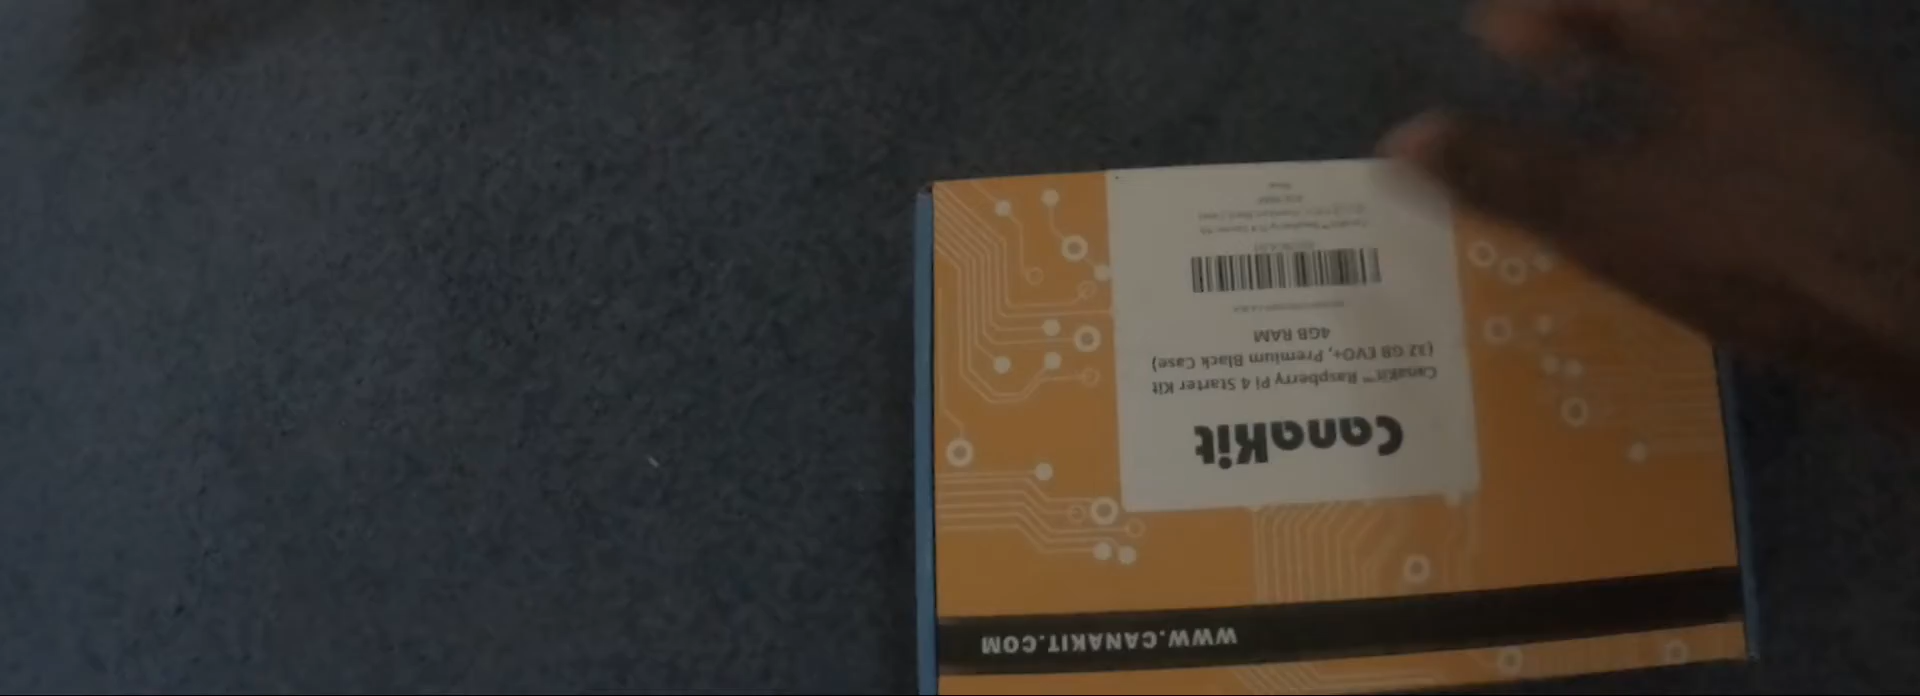 WWW.CANAKIT.COM
CanaKit
CanaKit™ Raspberry Pi 4 Starter Kit
(32 GB EVO+, Premium Black Case)
4GB RAM